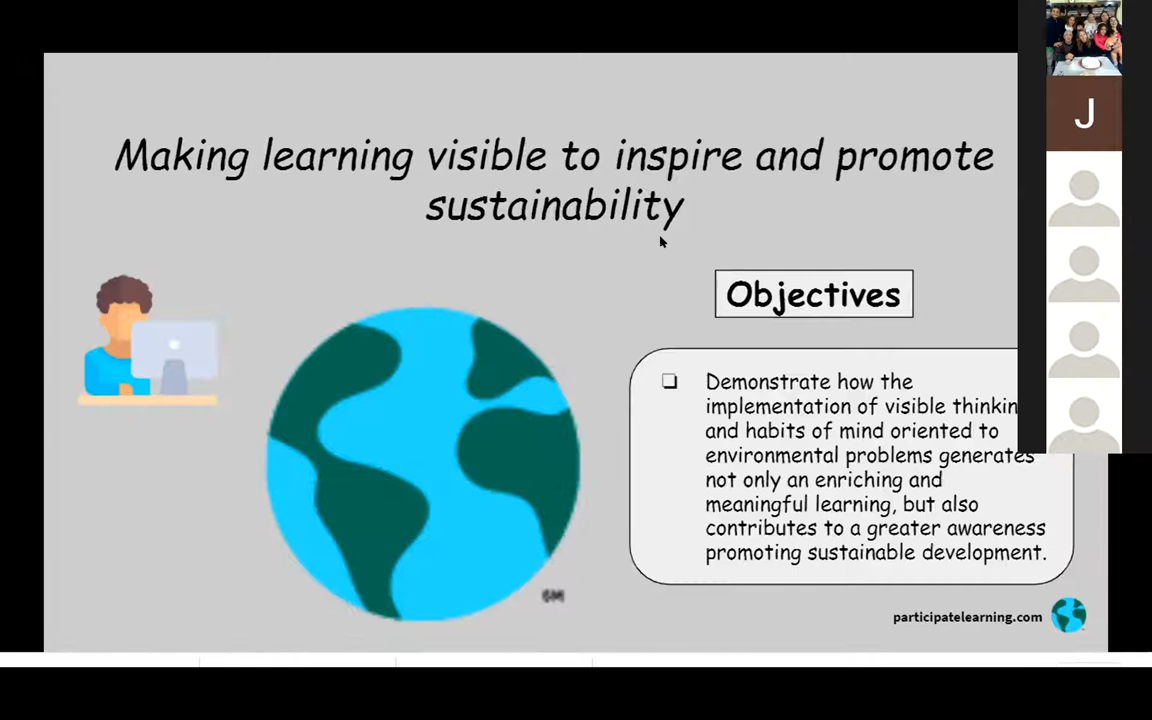 Making learning visible to inspire and promote
sustainability
Objectives
Demonstrate how the
implementation of visible thinkin
and habits of mind oriented to
environmental problems generates
not only an enriching and
meaningful learning, but also
contributes to a greater awareness
promoting sustainable development.
SM
participatelearning.com
J